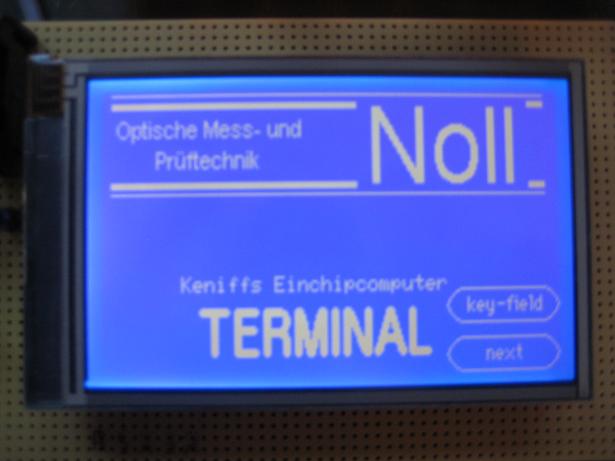 Optische Mess- und
Prüftechnik
Noll
Keniffs Einchipcomputer
TERMINAL
key-field
next